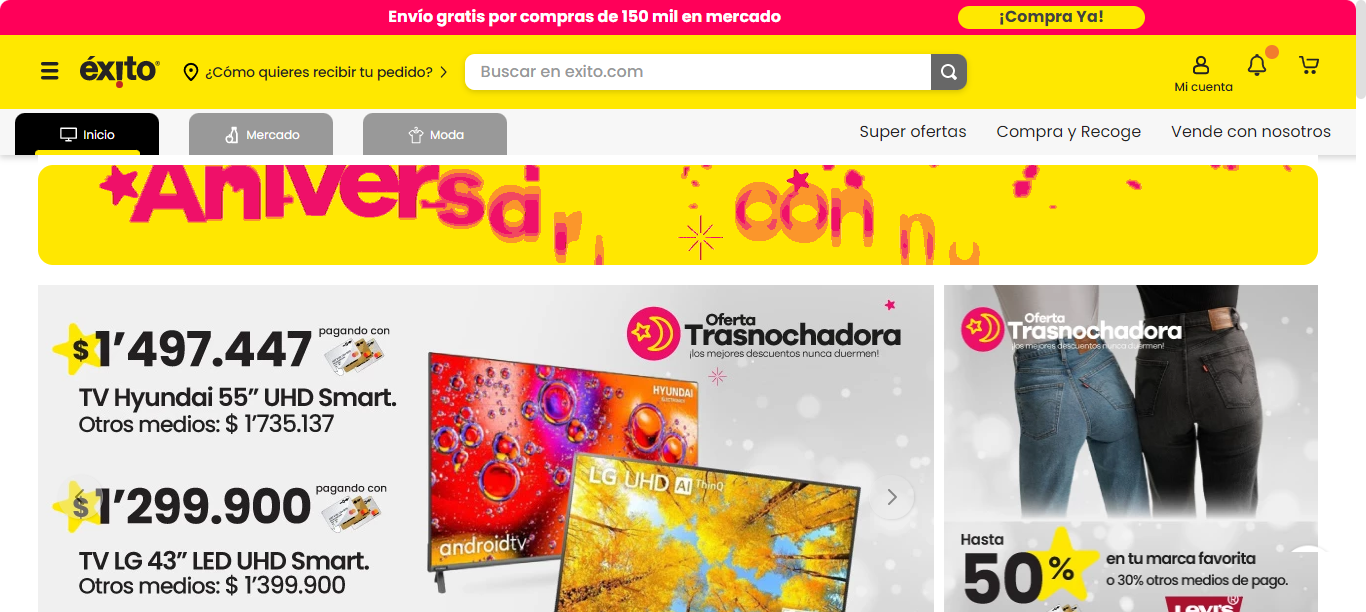 Envío gratis por compras de 150 mil en mercado
¡Compra Ya!
éxito
¿Cómo quieres recibir tu pedido?
Buscar en exito.com
Mi cuenta
Inicio
Mercado
Moda
Super ofertas
Compra y Recoge
Vende con nosotros
Aniversari
con nu
$1’497.447
pagando con
TV Hyundai 55” UHD Smart.
Otros medios: $ 1’735.137
$1’299.900
pagando con
TV LG 43” LED UHD Smart.
Otros medios: $ 1’399.900
Oferta
Trasnochadora
¡los mejores descuentos nunca duermen!
HYUNDAI
androidtv
LG UHD AI ThinQ
Oferta
Trasnochadora
¡los mejores descuentos nunca duermen!
Hasta
50%
en tu marca favorita
o 30% otros medios de pago.
Levi's®